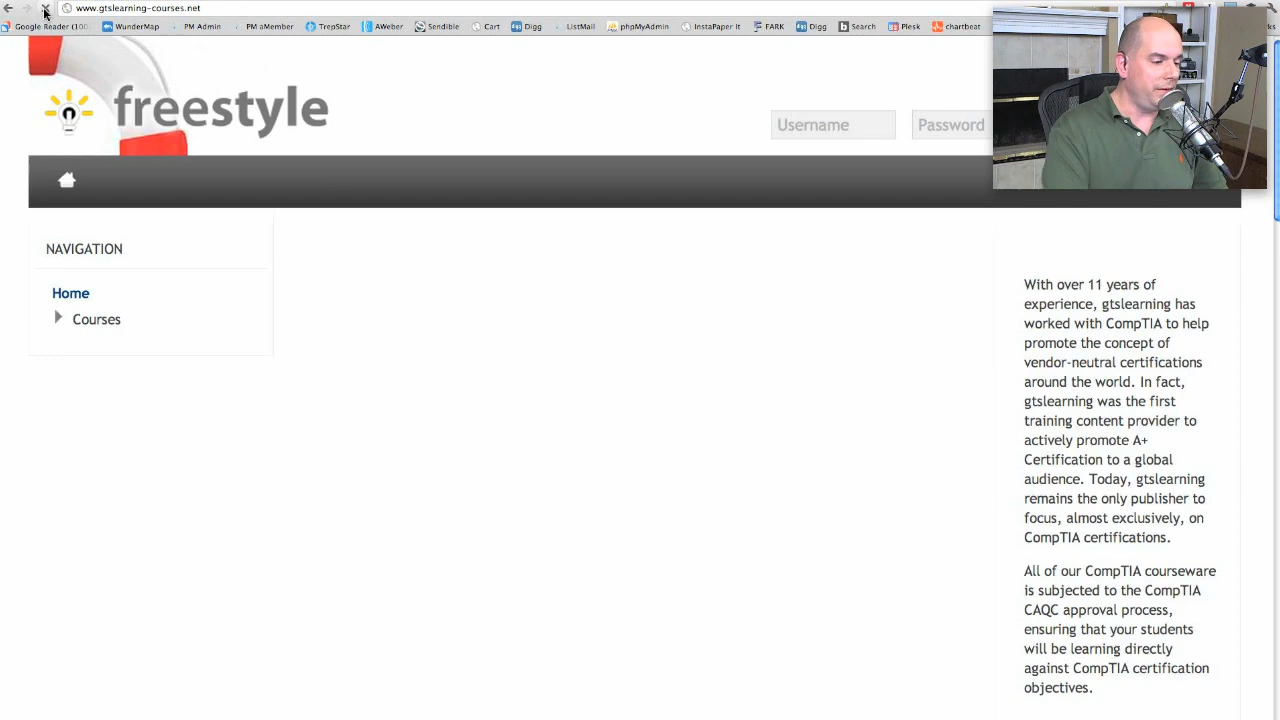 www.gtslearning-courses.net
Google Reader (100 WunderMap PM Admin PM aMember TrepStar AWeber Sendible Cart Digg ListMail phpMyAdmin InstaPaper It FARK Digg Search Plesk chartbeat
freestyle
Username Password
NAVIGATION
Home
Courses
With over 11 years of
experience, gtslearning has
worked with CompTIA to help
promote the concept of
vendor-neutral certifications
around the world. In fact,
gtslearning was the first
training content provider to
actively promote A+
Certification to a global
audience. Today, gtslearning
remains the only publisher to
focus, almost exclusively, on
CompTIA certifications.
All of our CompTIA courseware
is subjected to the CompTIA
CAQC approval process,
ensuring that your students
will be learning directly
against CompTIA certification
objectives.